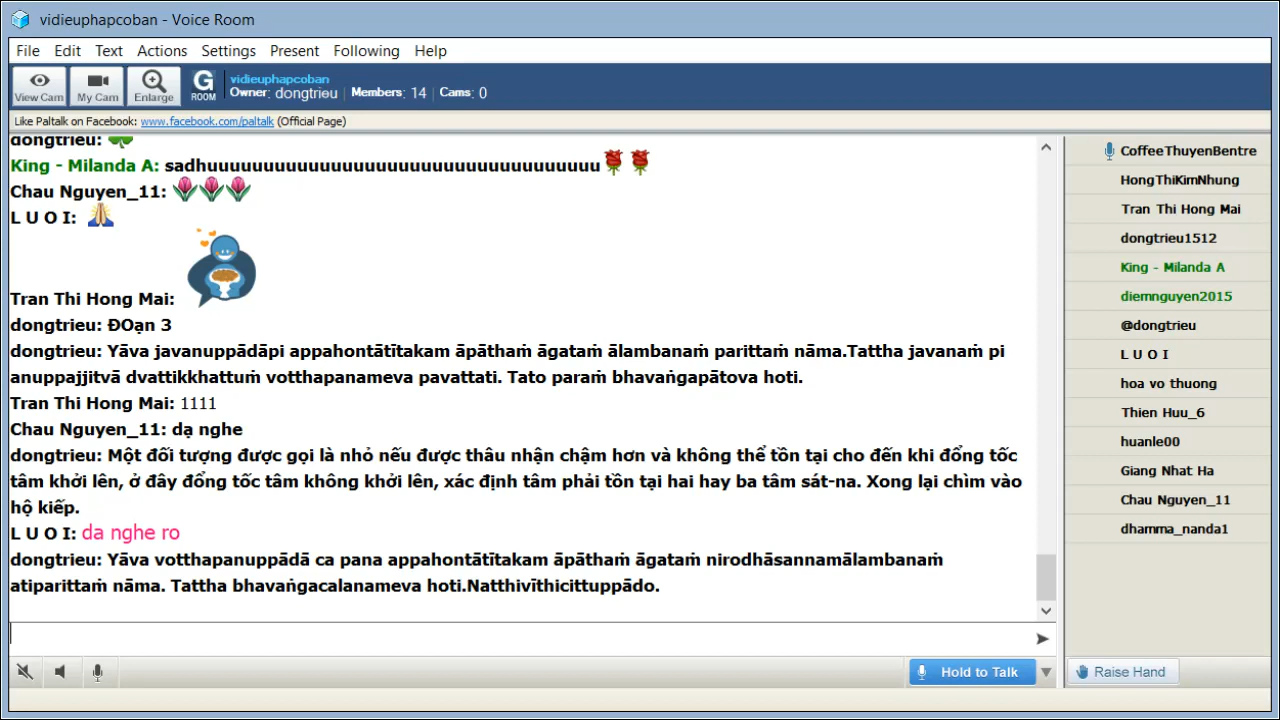 vidieuphapcoban - Voice Room
File Edit Text Actions Settings Present Following Help
View Cam My Cam Enlarge G ROOM vidieuphapcoban
Owner: dongtrieu | Members: 14 | Cams: 0
Like Paltalk on Facebook: www.facebook.com/paltalk (Official Page)
dongtrieu:
King - Milanda A: sadhuuuuuuuuuuuuuuuuuuuuuuuuuuuuuuuuuuu
Chau Nguyen_11:
L U O I:
Tran Thi Hong Mai:
dongtrieu: ĐOạn 3
dongtrieu: Yāva javanuppādāpi appahontātītakam āpāthaṁ āgataṁ ālambanaṁ parittaṁ nāma.Tattha javanaṁ pi
anuppajjitvā dvattikkhattuṁ votthapanameva pavattati. Tato paraṁ bhavaṅgapātova hoti.
Tran Thi Hong Mai: 1111
Chau Nguyen_11: dạ nghe
dongtrieu: Một đối tượng được gọi là nhỏ nếu được thâu nhận chậm hơn và không thể tồn tại cho đến khi đổng tốc
tâm khởi lên, ở đây đổng tốc tâm không khởi lên, xác định tâm phải tồn tại hai hay ba tâm sát-na. Xong lại chìm vào
hộ kiếp.
L U O I: da nghe ro
dongtrieu: Yāva votthapanuppādā ca pana appahontātītakam āpāthaṁ āgataṁ nirodhāsannamālambanaṁ
atiparittaṁ nāma. Tattha bhavaṅgacalanameva hoti.Natthivīthicittuppādo.
CoffeeThuyenBentre
HongThiKimNhung
Tran Thi Hong Mai
dongtrieu1512
King - Milanda A
diemnguyen2015
@dongtrieu
L U O I
hoa vo thuong
Thien Huu_6
huanle00
Giang Nhat Ha
Chau Nguyen_11
dhamma_nanda1
Hold to Talk
Raise Hand